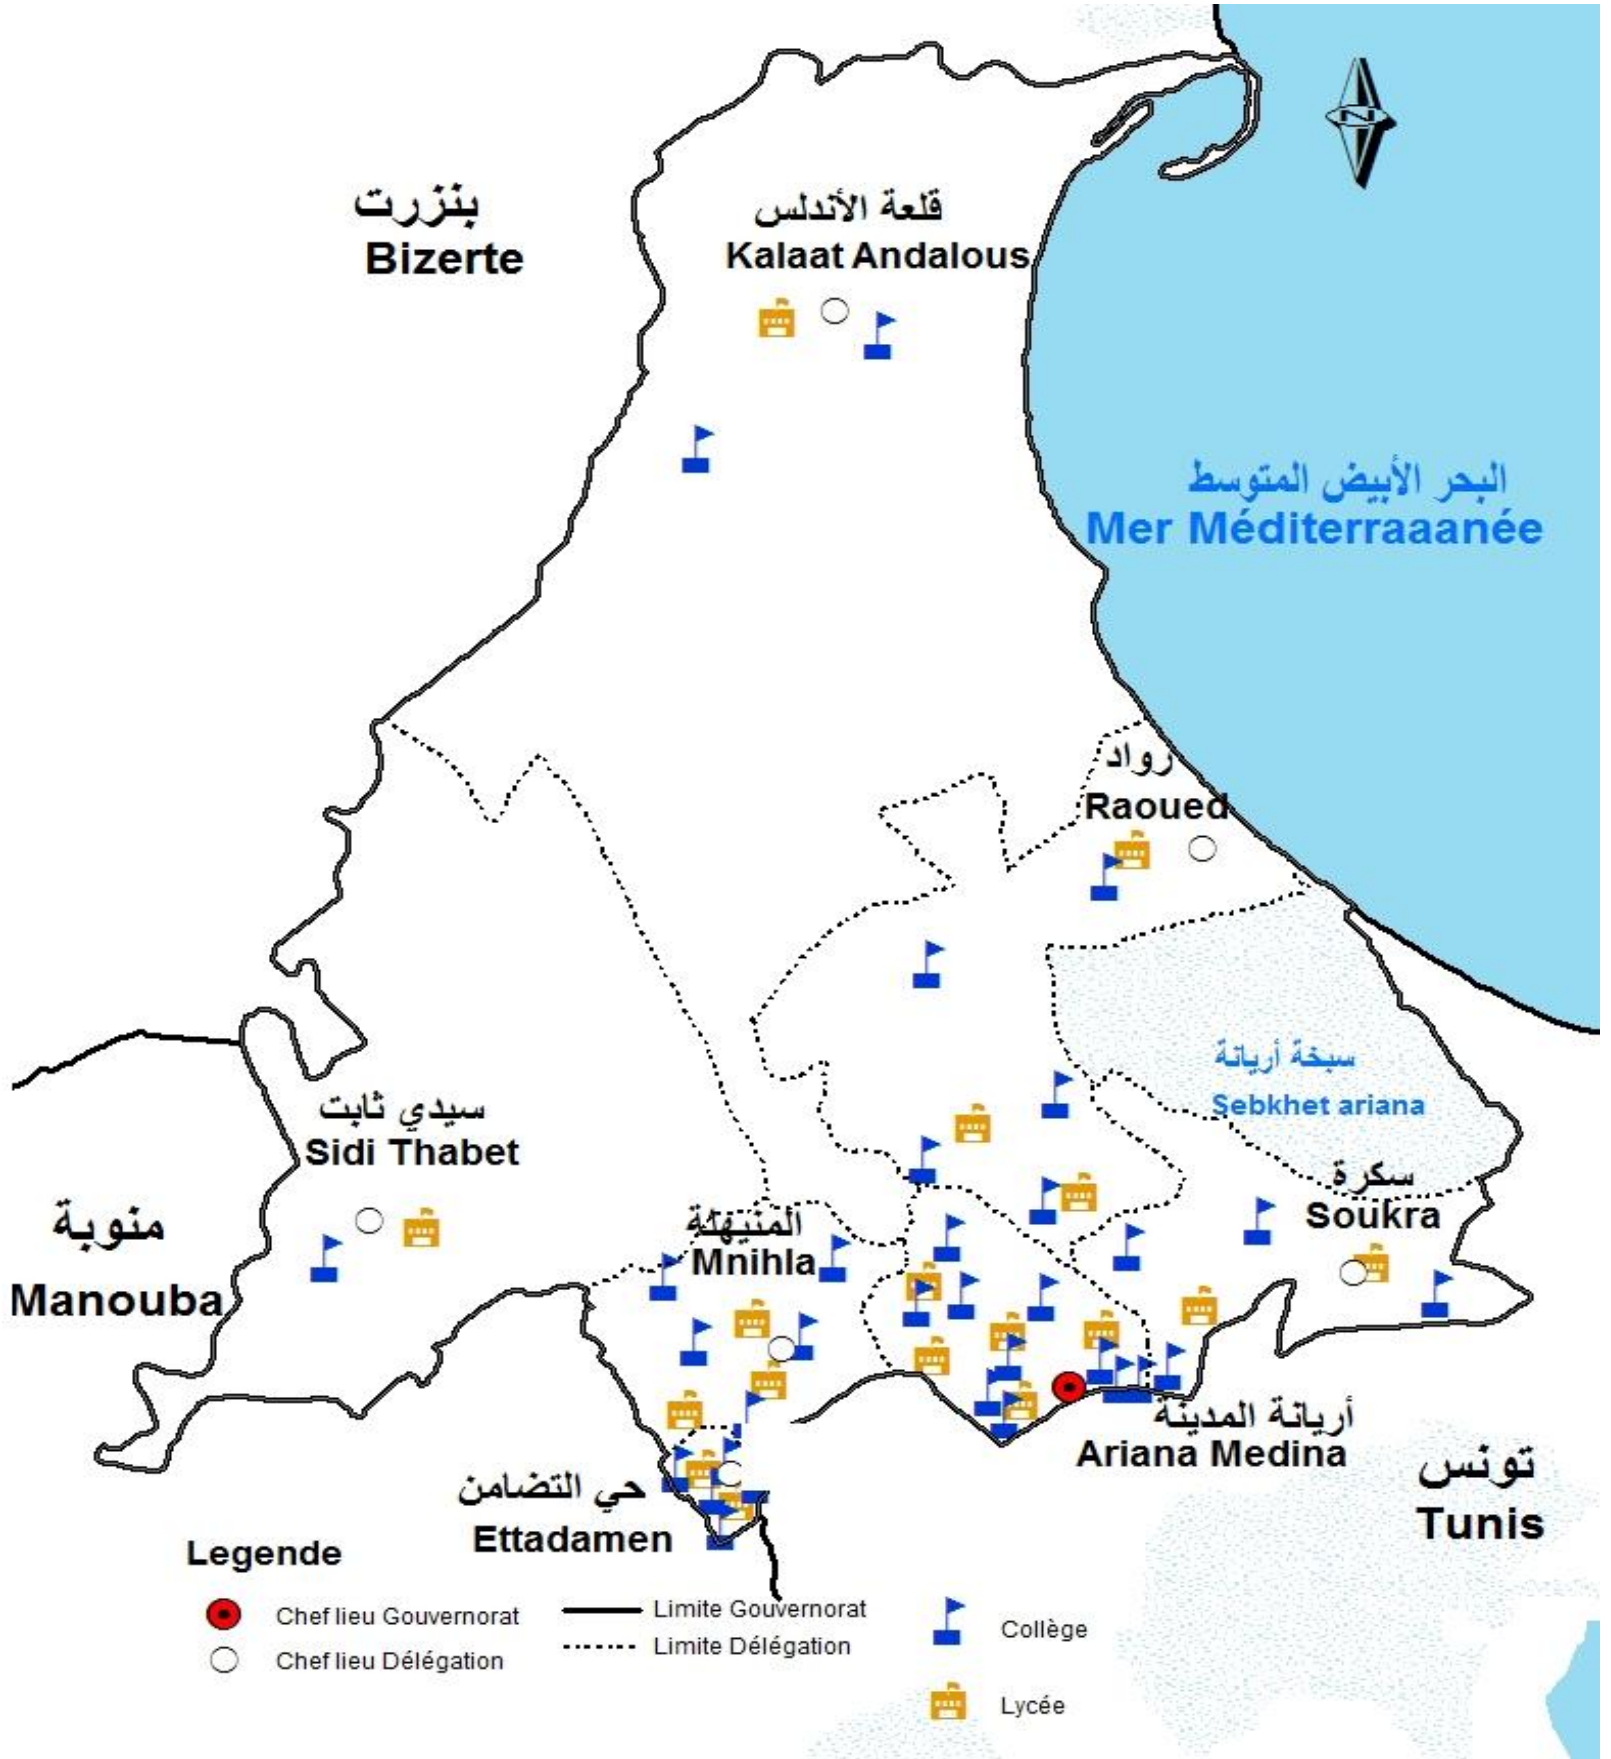 بنزرت
Bizerte
قلعة الأندلس
Kalaat Andalous
N
البحر الأبيض المتوسط
Mer Méditerraaanée
رواد
Raoued
سبخة أريانة
Sebkhet ariana
سيدي ثابت
Sidi Thabet
سكرة
Soukra
منوبة
Manouba
المنيهلة
Mnihla
أريانة المدينة
Ariana Medina
تونس
Tunis
حي التضامن
Ettadamen
Legende
Chef lieu Gouvernorat
Chef lieu Délégation
Limite Gouvernorat
Limite Délégation
Collège
Lycée